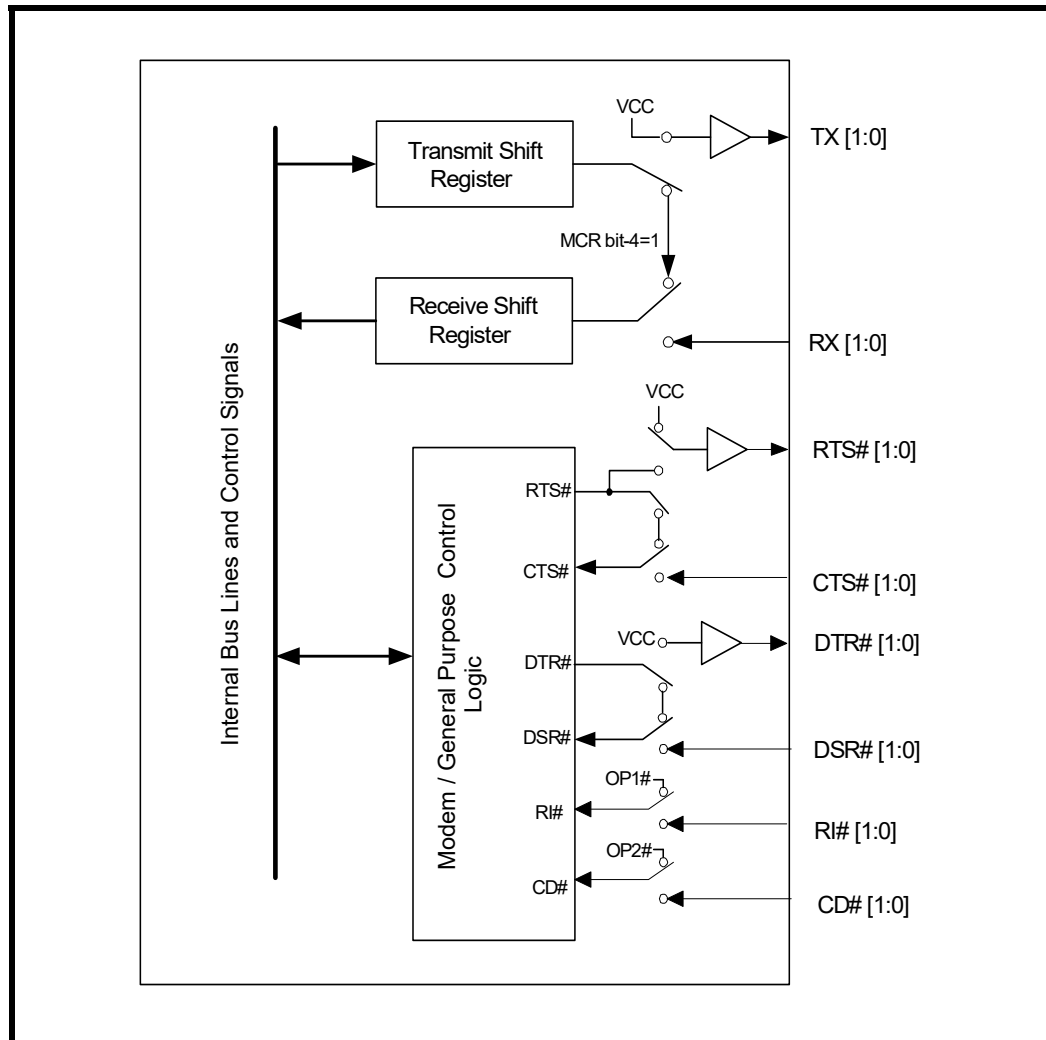 VCC
TX [1:0]
Transmit Shift
Register
MCR bit-4=1
Receive Shift
Register
RX [1:0]
Internal Bus Lines and Control Signals
VCC
RTS# [1:0]
Modem / General Purpose Control
Logic
RTS#
CTS#
CTS# [1:0]
VCC
DTR# [1:0]
DTR#
DSR#
DSR# [1:0]
OP1#
RI#
RI# [1:0]
OP2#
CD#
CD# [1:0]